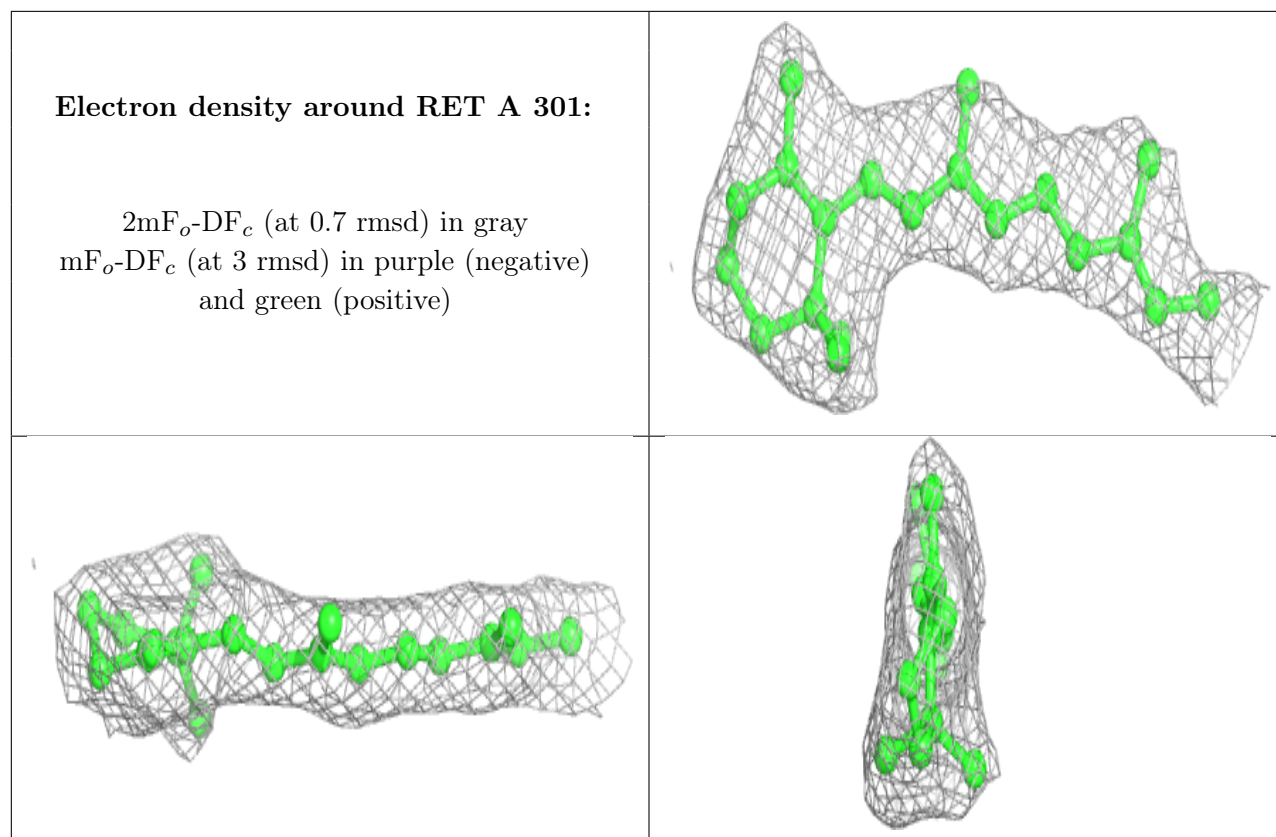 Electron density around RET A 301:
2mFₒ-DF𝒸 (at 0.7 rmsd) in gray
mFₒ-DF𝒸 (at 3 rmsd) in purple (negative)
and green (positive)